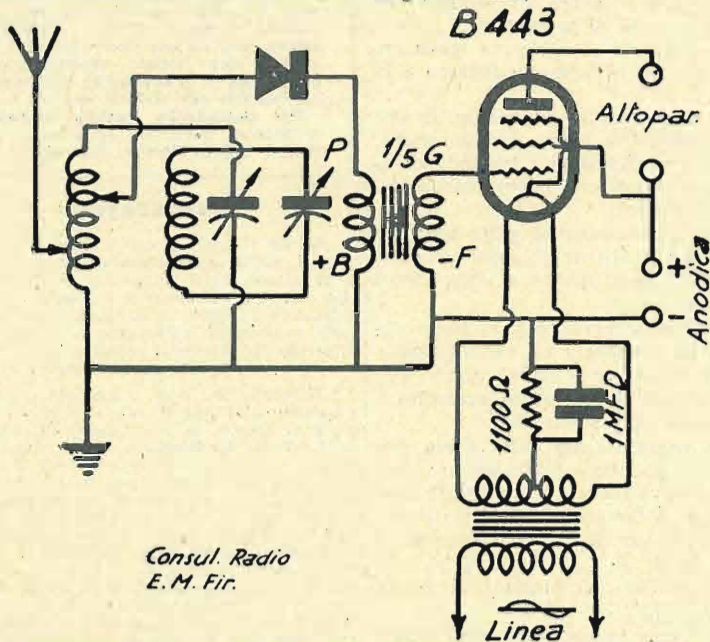 B443
Altopar.
P
1/5 G
+B
-F
+
Anodica
-
1100Ω
1 MFD
Consul. Radio
E. M. Fir.
Linea